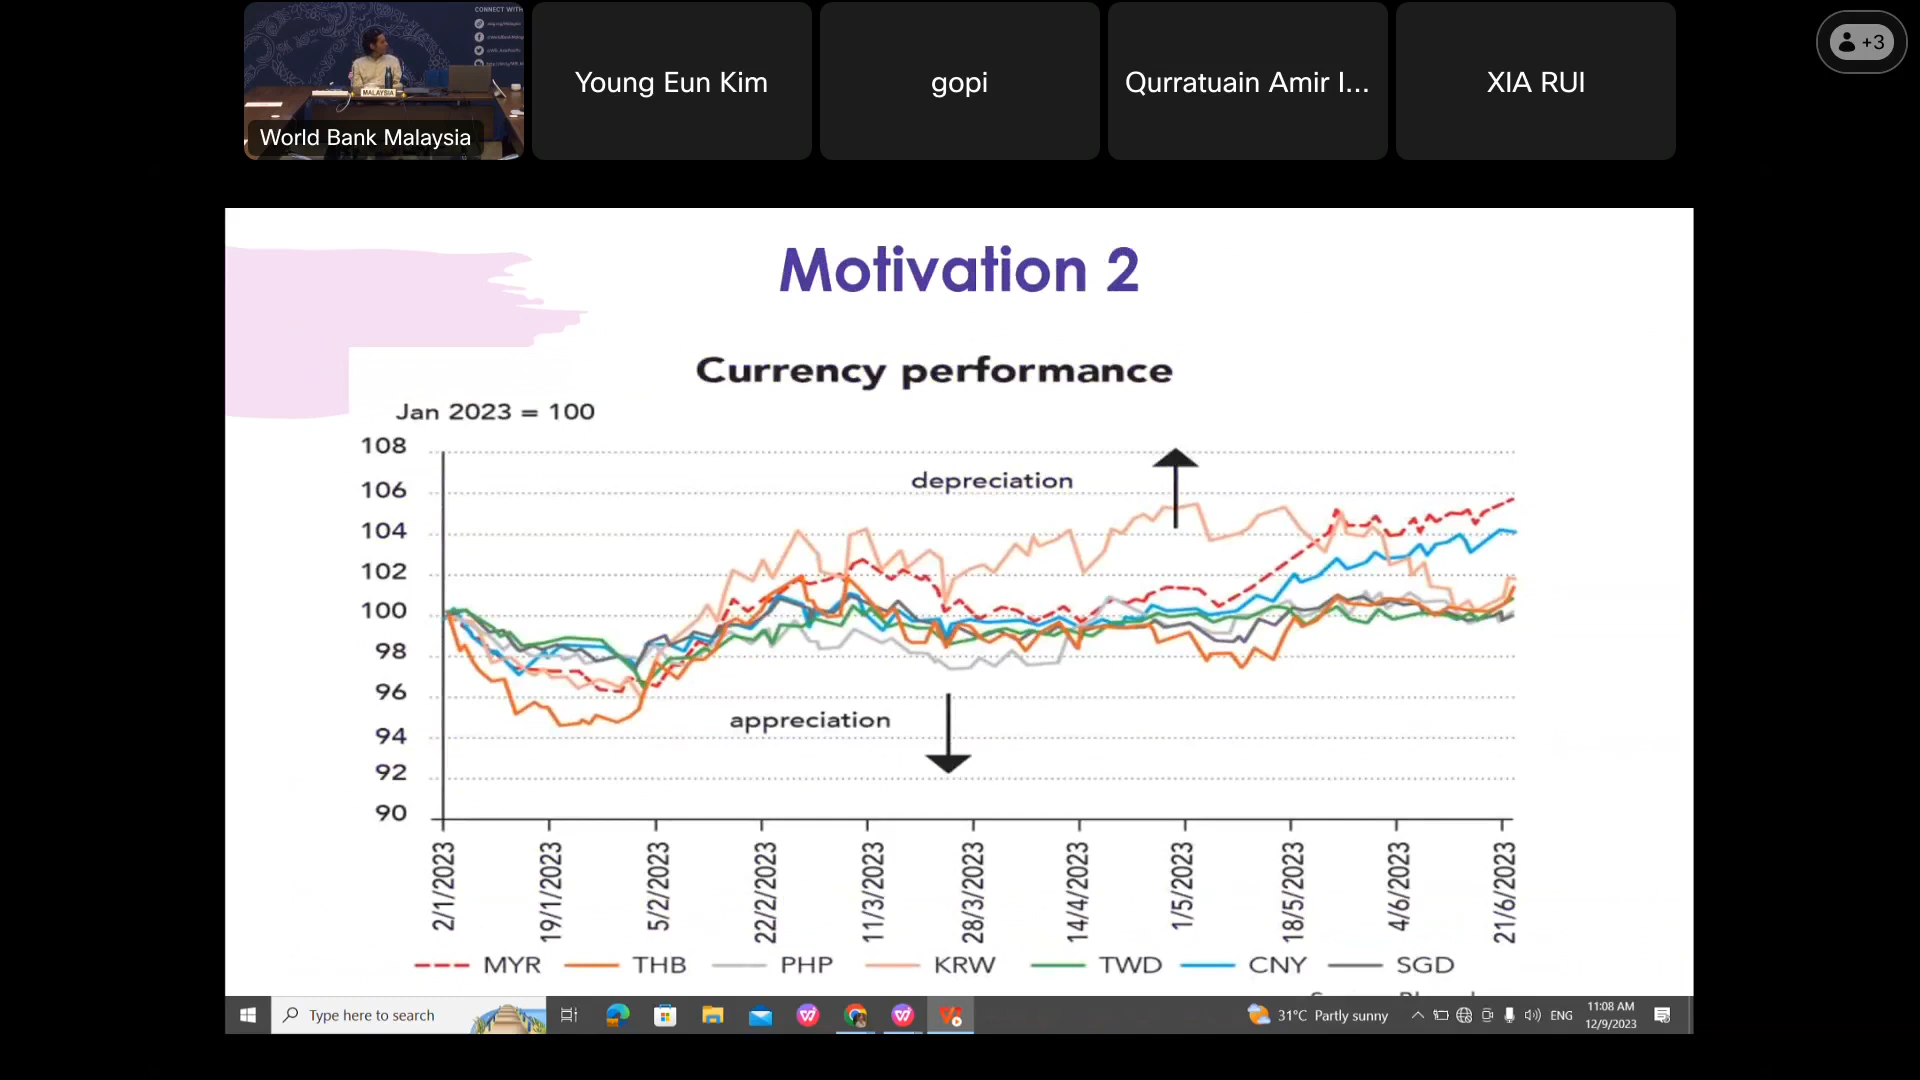 CONNECT WITH
MALAYSIA
World Bank Malaysia
Young Eun Kim
gopi
Qurratuain Amir I...
XIA RUI
+3
Motivation 2
Currency performance
Jan 2023 = 100
108
106
104
102
100
98
96
94
92
90
depreciation
appreciation
2/1/2023
19/1/2023
5/2/2023
22/2/2023
11/3/2023
28/3/2023
14/4/2023
1/5/2023
18/5/2023
4/6/2023
21/6/2023
MYR THB PHP KRW TWD CNY SGD
Type here to search
31°C Partly sunny
ENG
11:08 AM
12/9/2023